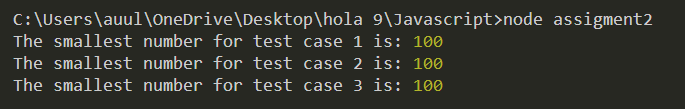 C:\Users\auul\OneDrive\Desktop\hola 9\Javascript>node assigment2
The smallest number for test case 1 is: 100
The smallest number for test case 2 is: 100
The smallest number for test case 3 is: 100